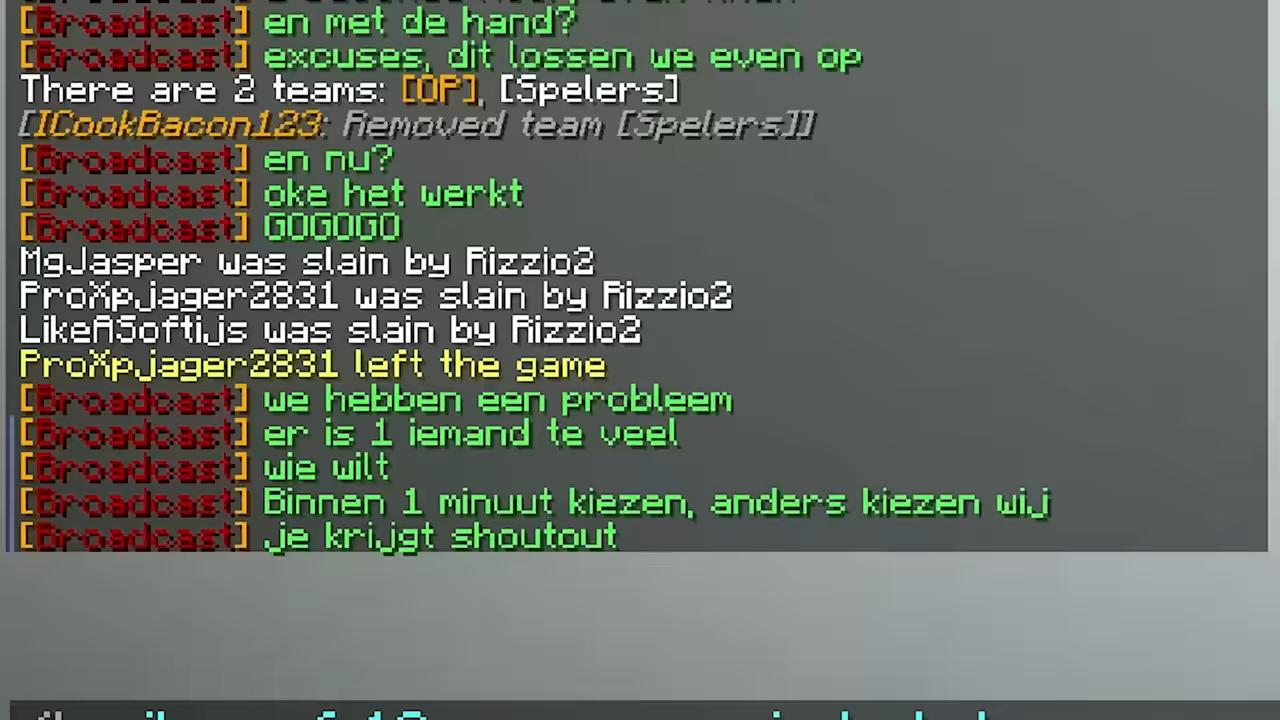 [Broadcast] en met de hand?
[Broadcast] excuses, dit lossen we even op
There are 2 teams: [OP], [Spelers]
[ICookBacon123: Removed team [Spelers]]
[Broadcast] en nu?
[Broadcast] oke het werkt
[Broadcast] GOGOGO
MgJasper was slain by Rizzio2
ProXpjager2831 was slain by Rizzio2
LikeASoftijs was slain by Rizzio2
ProXpjager2831 left the game
[Broadcast] we hebben een probleem
[Broadcast] er is 1 iemand te veel
[Broadcast] wie wilt
[Broadcast] Binnen 1 minuut kiezen, anders kiezen wij
[Broadcast] je krijgt shoutout